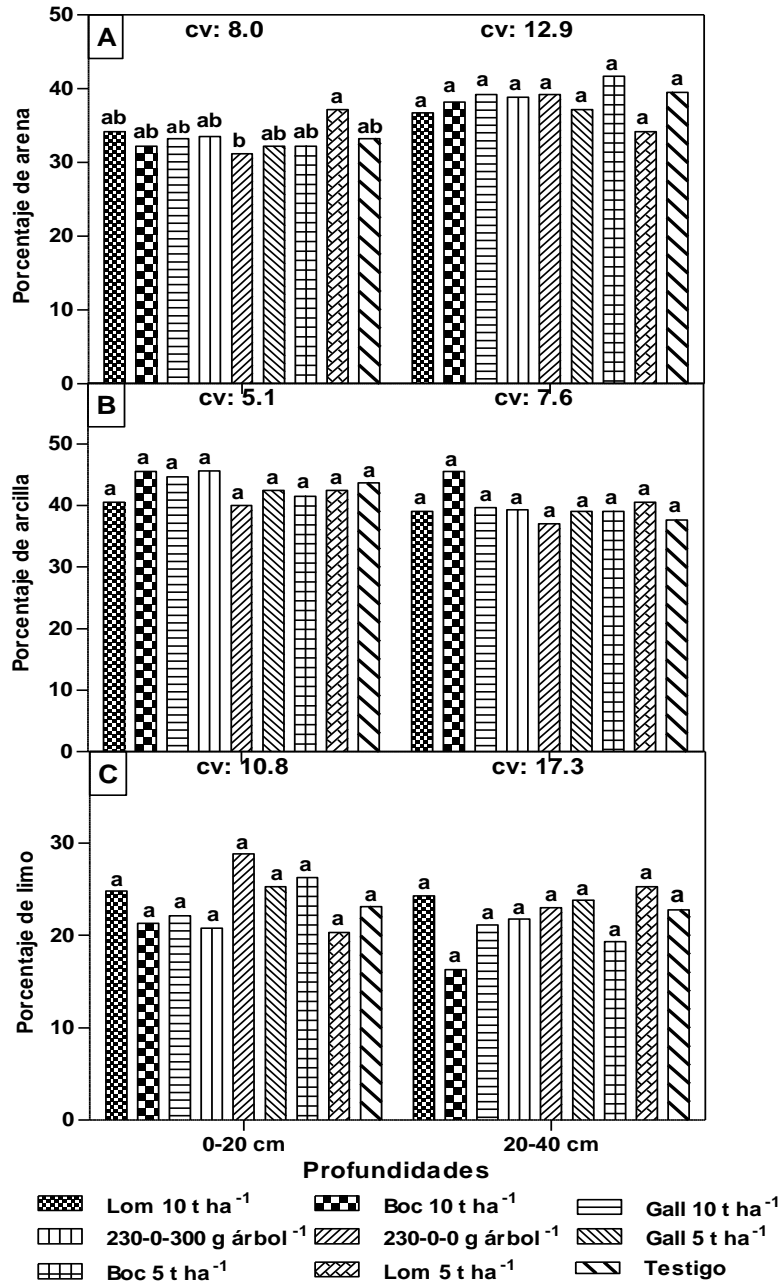 50
A
cv: 8.0
cv: 12.9
a
a a a a a a a a
ab ab ab ab b ab ab a ab
40
30
20
10
0
Porcentaje de arena
B
cv: 5.1
cv: 7.6
50
a a a a a a a a a
a a a a a a a a a
40
30
20
10
0
Porcentaje de arcilla
C
cv: 10.8
cv: 17.3
30
a a a a a a a a a
a a a a a a a a a
20
10
0
Porcentaje de limo
0-20 cm
20-40 cm
Profundidades
Lom 10 t ha -1
Boc 10 t ha -1
Gall 10 t ha -1
230-0-300 g árbol -1
230-0-0 g árbol -1
Gall 5 t ha -1
Boc 5 t ha -1
Lom 5 t ha -1
Testigo